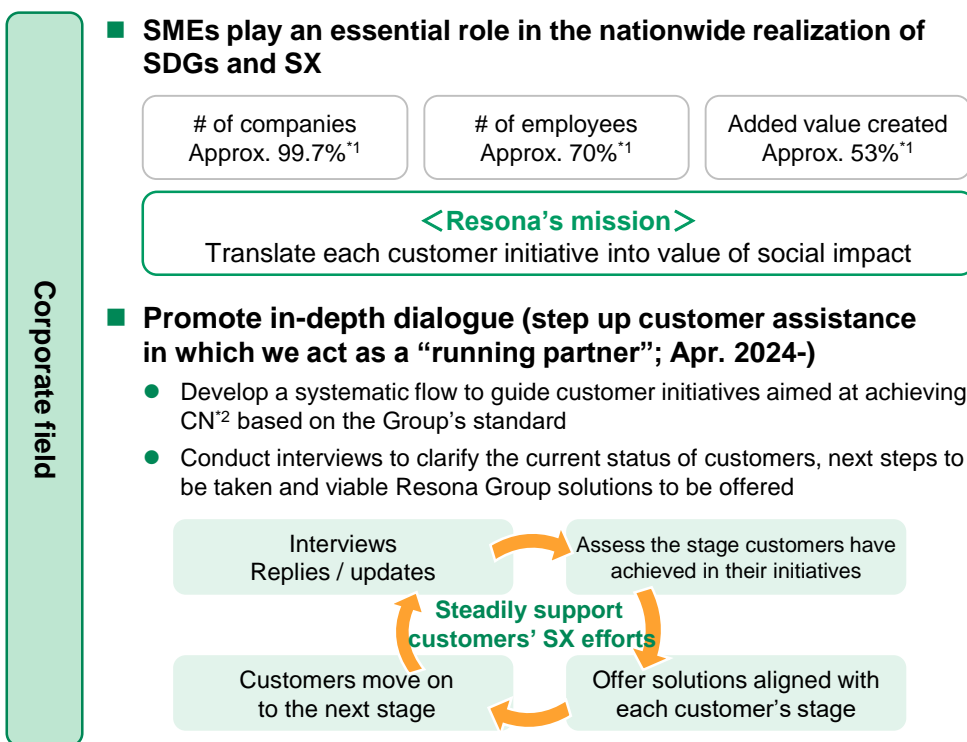 Corporate field
■ SMEs play an essential role in the nationwide realization of
SDGs and SX
# of companies
Approx. 99.7%*1
# of employees
Approx. 70%*1
Added value created
Approx. 53%*1
＜Resona's mission＞
Translate each customer initiative into value of social impact
■ Promote in-depth dialogue (step up customer assistance
in which we act as a “running partner”; Apr. 2024-)
● Develop a systematic flow to guide customer initiatives aimed at achieving
CN*2 based on the Group’s standard
● Conduct interviews to clarify the current status of customers, next steps to
be taken and viable Resona Group solutions to be offered
Interviews
Replies / updates
Assess the stage customers have
achieved in their initiatives
Steadily support
customers’ SX efforts
Customers move on
to the next stage
Offer solutions aligned with
each customer’s stage